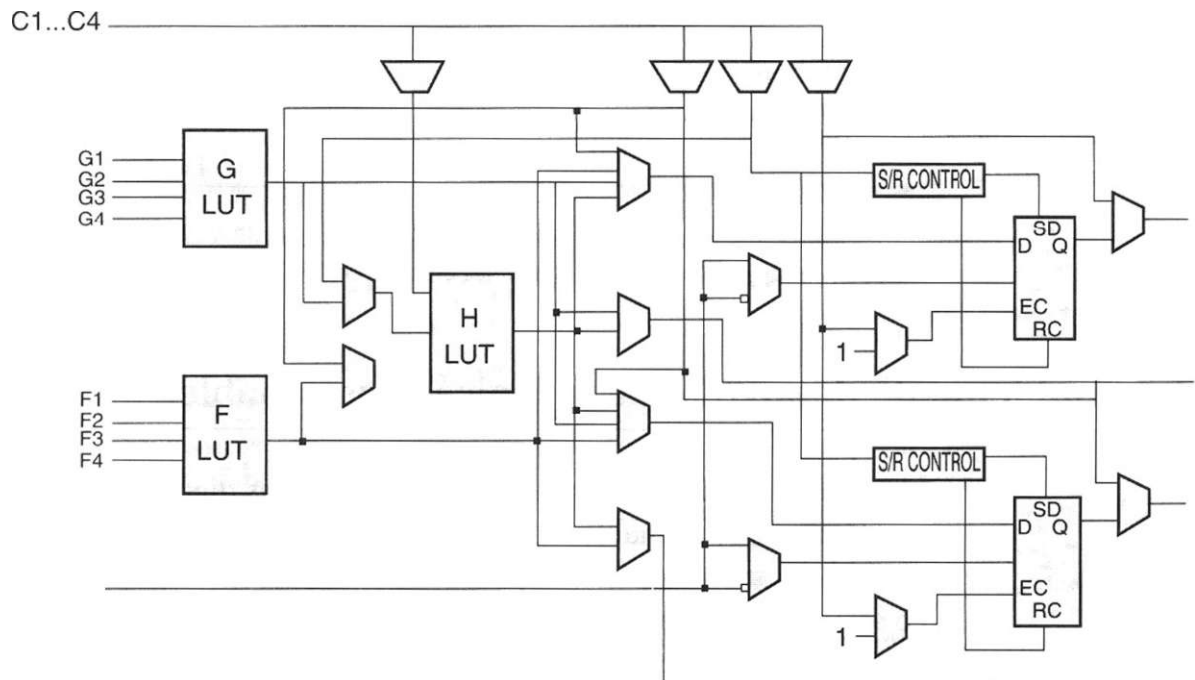 C1...C4
G1
G2
G3
G4
G
LUT
S/R CONTROL
SD
D Q
EC
RC
1
H
LUT
F1
F2
F3
F4
F
LUT
S/R CONTROL
SD
D Q
EC
RC
1